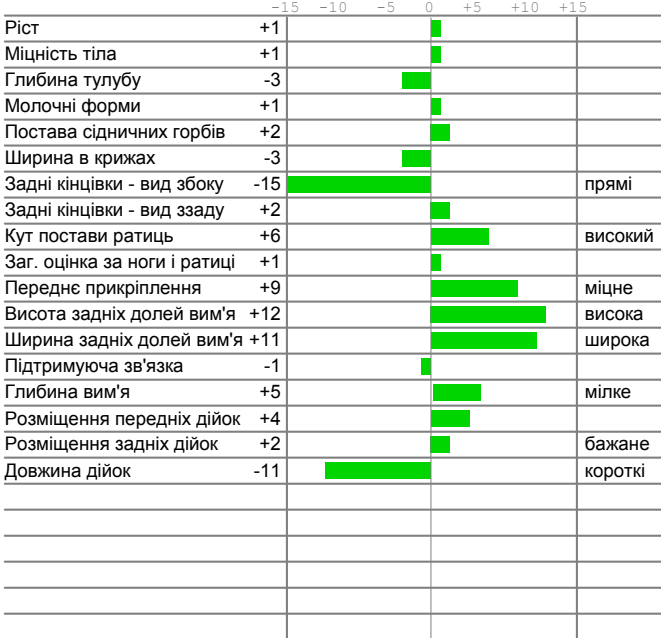 -15 -10 -5 0 +5 +10 +15
Ріст +1
Міцність тіла +1
Глибина тулубу -3
Молочні форми +1
Постава сідничних горбів +2
Ширина в крижах -3
Задні кінцівки - вид збоку -15 прямі
Задні кінцівки - вид ззаду +2
Кут постави ратиць +6 високий
Заг. оцінка за ноги і ратиці +1
Переднє прикріплення +9 міцне
Висота задніх долей вим'я +12 висока
Ширина задніх долей вим'я +11 широка
Підтримуюча зв'язка -1
Глибина вим'я +5 мілке
Розміщення передніх дійок +4
Розміщення задніх дійок +2 бажане
Довжина дійок -11 короткі